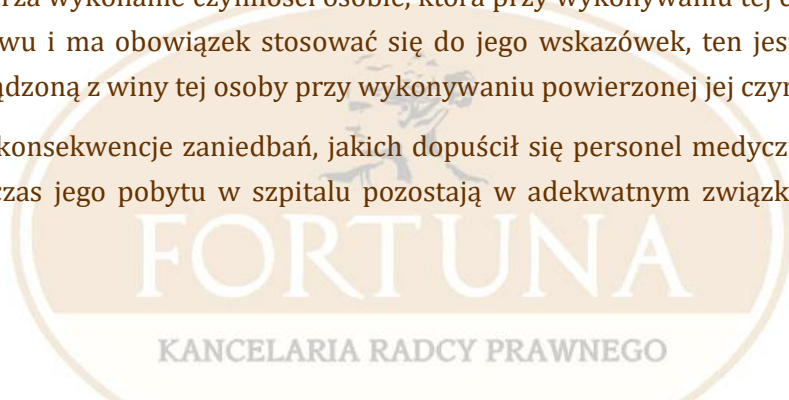 rza wykonanie czynności osobie, która przy wykonywaniu tej c
wu i ma obowiązek stosować się do jego wskazówek, ten jest
ądzoną z winy tej osoby przy wykonywaniu powierzonej jej czyn
konsekwencje zaniedbań, jakich dopuścił się personel medycz
czas jego pobytu w szpitalu pozostają w adekwatnym związk
FORTUNA
KANCELARIA RADCY PRAWNEGO